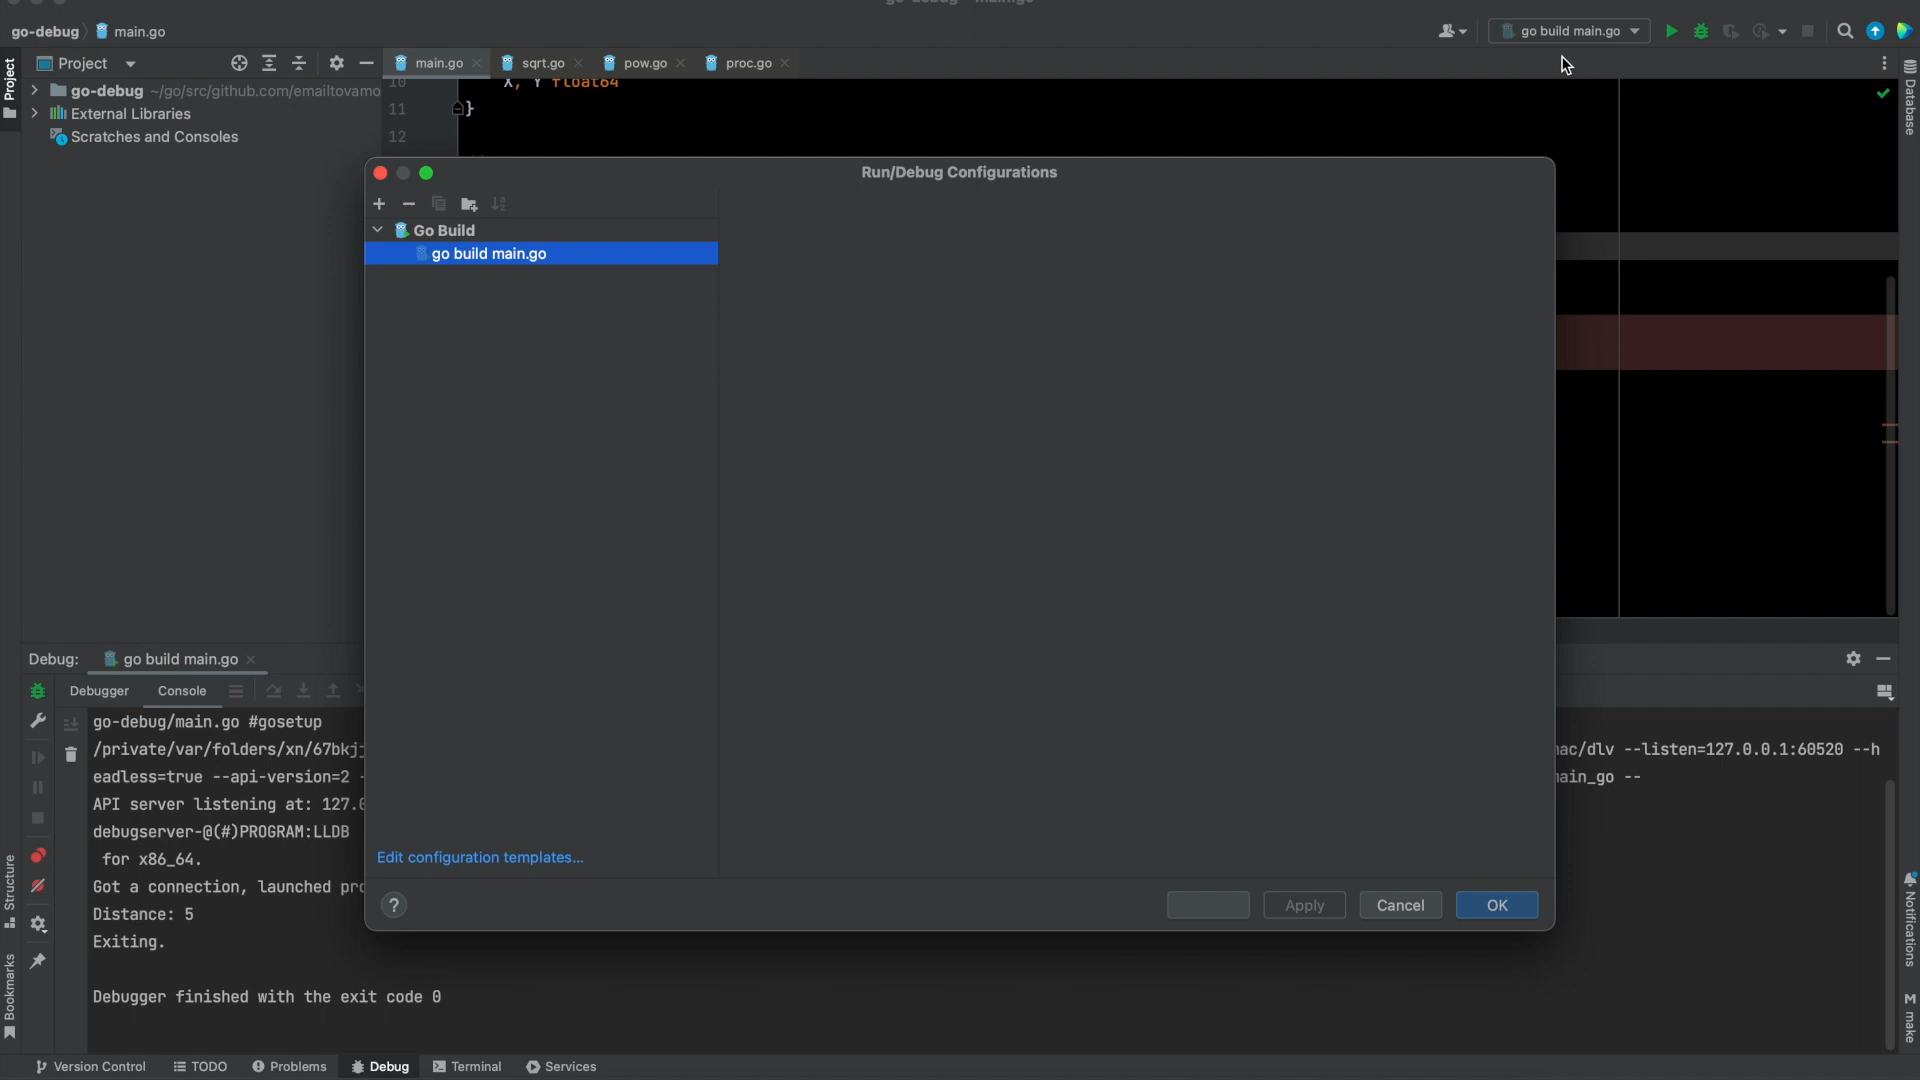 go-debug
main.go
go build main.go
Project
main.go
sqrt.go
pow.go
proc.go
Project
go-debug ~/go/src/github.com/emailtovamo
External Libraries
Scratches and Consoles
10
X, Y float64
11
}
12
Database
Run/Debug Configurations
Go Build
go build main.go
Edit configuration templates...
?
Apply
Cancel
OK
Debug:
go build main.go
Debugger
Console
go-debug/main.go #gosetup
/private/var/folders/xn/67bkj
ac/dlv --listen=127.0.0.1:60520 --h
eadless=true --api-version=2 -
ain_go --
API server listening at: 127.0
debugserver-@(#)PROGRAM:LLDB
for x86_64.
Got a connection, launched pro
Distance: 5
Exiting.
Debugger finished with the exit code 0
Structure
Bookmarks
Notifications
make
Version Control
TODO
Problems
Debug
Terminal
Services